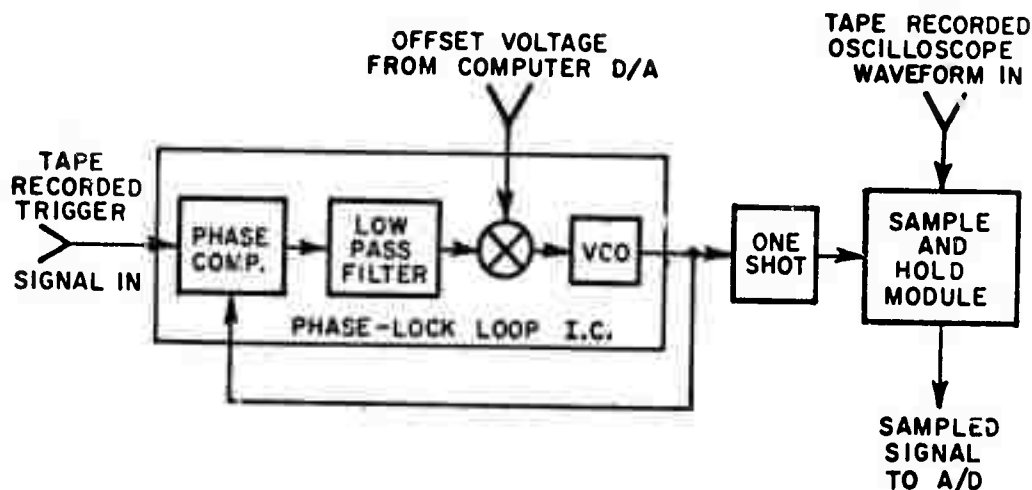 OFFSET VOLTAGE
FROM COMPUTER D/A
TAPE RECORDED
OSCILLOSCOPE
WAVEFORM IN
TAPE
RECORDED
TRIGGER
SIGNAL IN
PHASE
COMP.
LOW
PASS
FILTER
VCO
ONE
SHOT
SAMPLE
AND
HOLD
MODULE
PHASE-LOCK LOOP I.C.
SAMPLED
SIGNAL
TO A/D